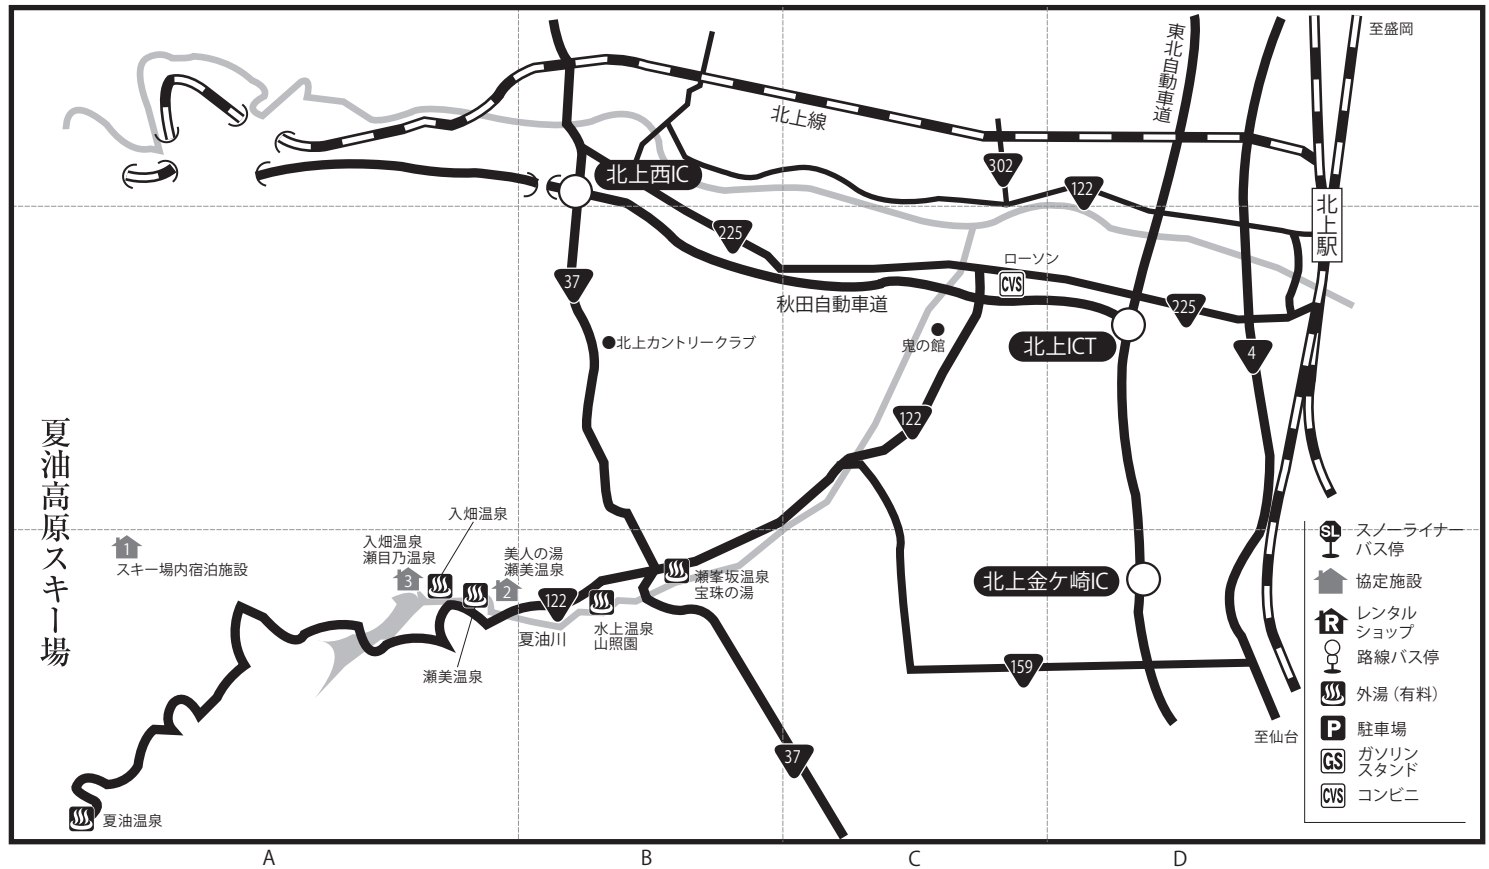 至盛岡
東北自動車道
北上線
302
122
北上西IC
北上駅
225
ローソン
CVS
37
秋田自動車道
225
北上カントリークラブ
鬼の館
北上ICT
4
122
夏油高原スキー場
入畑温泉
1
スキー場内宿泊施設
入畑温泉
瀬目乃温泉
3
美人の湯
瀬美温泉
2
122
瀬峯坂温泉
宝珠の湯
北上金ケ崎IC
夏油川
水上温泉
山照園
瀬美温泉
159
37
至仙台
夏油温泉
SL
スノーライナー
バス停
協定施設
R
レンタル
ショップ
路線バス停
外湯（有料）
P
駐車場
GS
ガソリン
スタンド
CVS
コンビニ
A
B
C
D